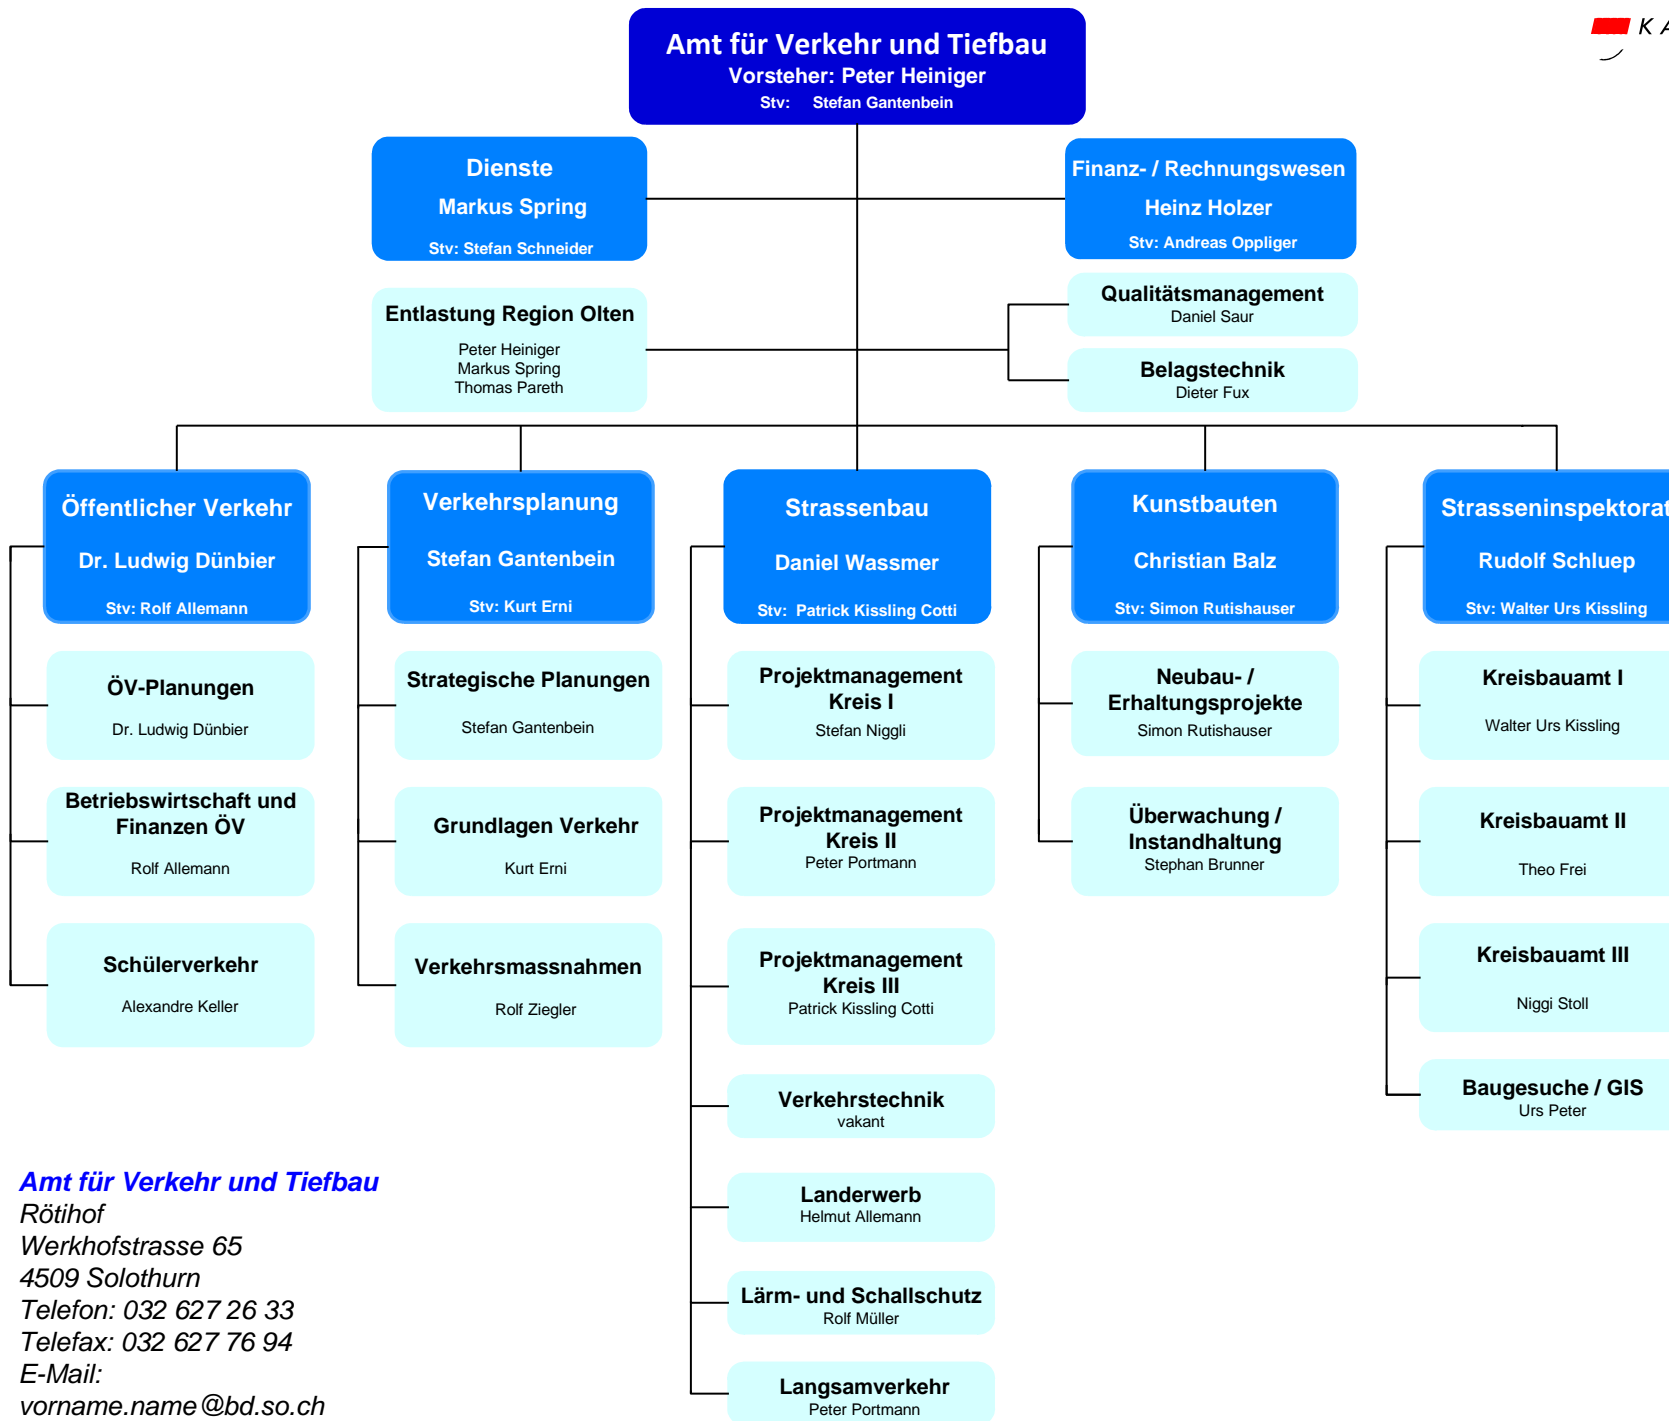 Amt für Verkehr und Tiefbau
Vorsteher: Peter Heiniger
Stv: Stefan Gantenbein
K A
Dienste
Markus Spring
Stv: Stefan Schneider
Finanz- / Rechnungswesen
Heinz Holzer
Stv: Andreas Oppliger
Entlastung Region Olten
Peter Heiniger
Markus Spring
Thomas Pareth
Qualitätsmanagement
Daniel Saur
Belagstechnik
Dieter Fux
Öffentlicher Verkehr
Dr. Ludwig Dünbier
Stv: Rolf Allemann
ÖV-Planungen
Dr. Ludwig Dünbier
Betriebswirtschaft und
Finanzen ÖV
Rolf Allemann
Schülerverkehr
Alexandre Keller
Verkehrsplanung
Stefan Gantenbein
Stv: Kurt Erni
Strategische Planungen
Stefan Gantenbein
Grundlagen Verkehr
Kurt Erni
Verkehrsmassnahmen
Rolf Ziegler
Strassenbau
Daniel Wassmer
Stv: Patrick Kissling Cotti
Projektmanagement
Kreis I
Stefan Niggli
Projektmanagement
Kreis II
Peter Portmann
Projektmanagement
Kreis III
Patrick Kissling Cotti
Verkehrstechnik
vakant
Landerwerb
Helmut Allemann
Lärm- und Schallschutz
Rolf Müller
Langsamverkehr
Peter Portmann
Kunstbauten
Christian Balz
Stv: Simon Rutishauser
Neubau- /
Erhaltungsprojekte
Simon Rutishauser
Überwachung /
Instandhaltung
Stephan Brunner
Strasseninspektorat
Rudolf Schluep
Stv: Walter Urs Kissling
Kreisbauamt I
Walter Urs Kissling
Kreisbauamt II
Theo Frei
Kreisbauamt III
Niggi Stoll
Baugesuche / GIS
Urs Peter
Amt für Verkehr und Tiefbau
Rötihof
Werkhofstrasse 65
4509 Solothurn
Telefon: 032 627 26 33
Telefax: 032 627 76 94
E-Mail:
vorname.name@bd.so.ch